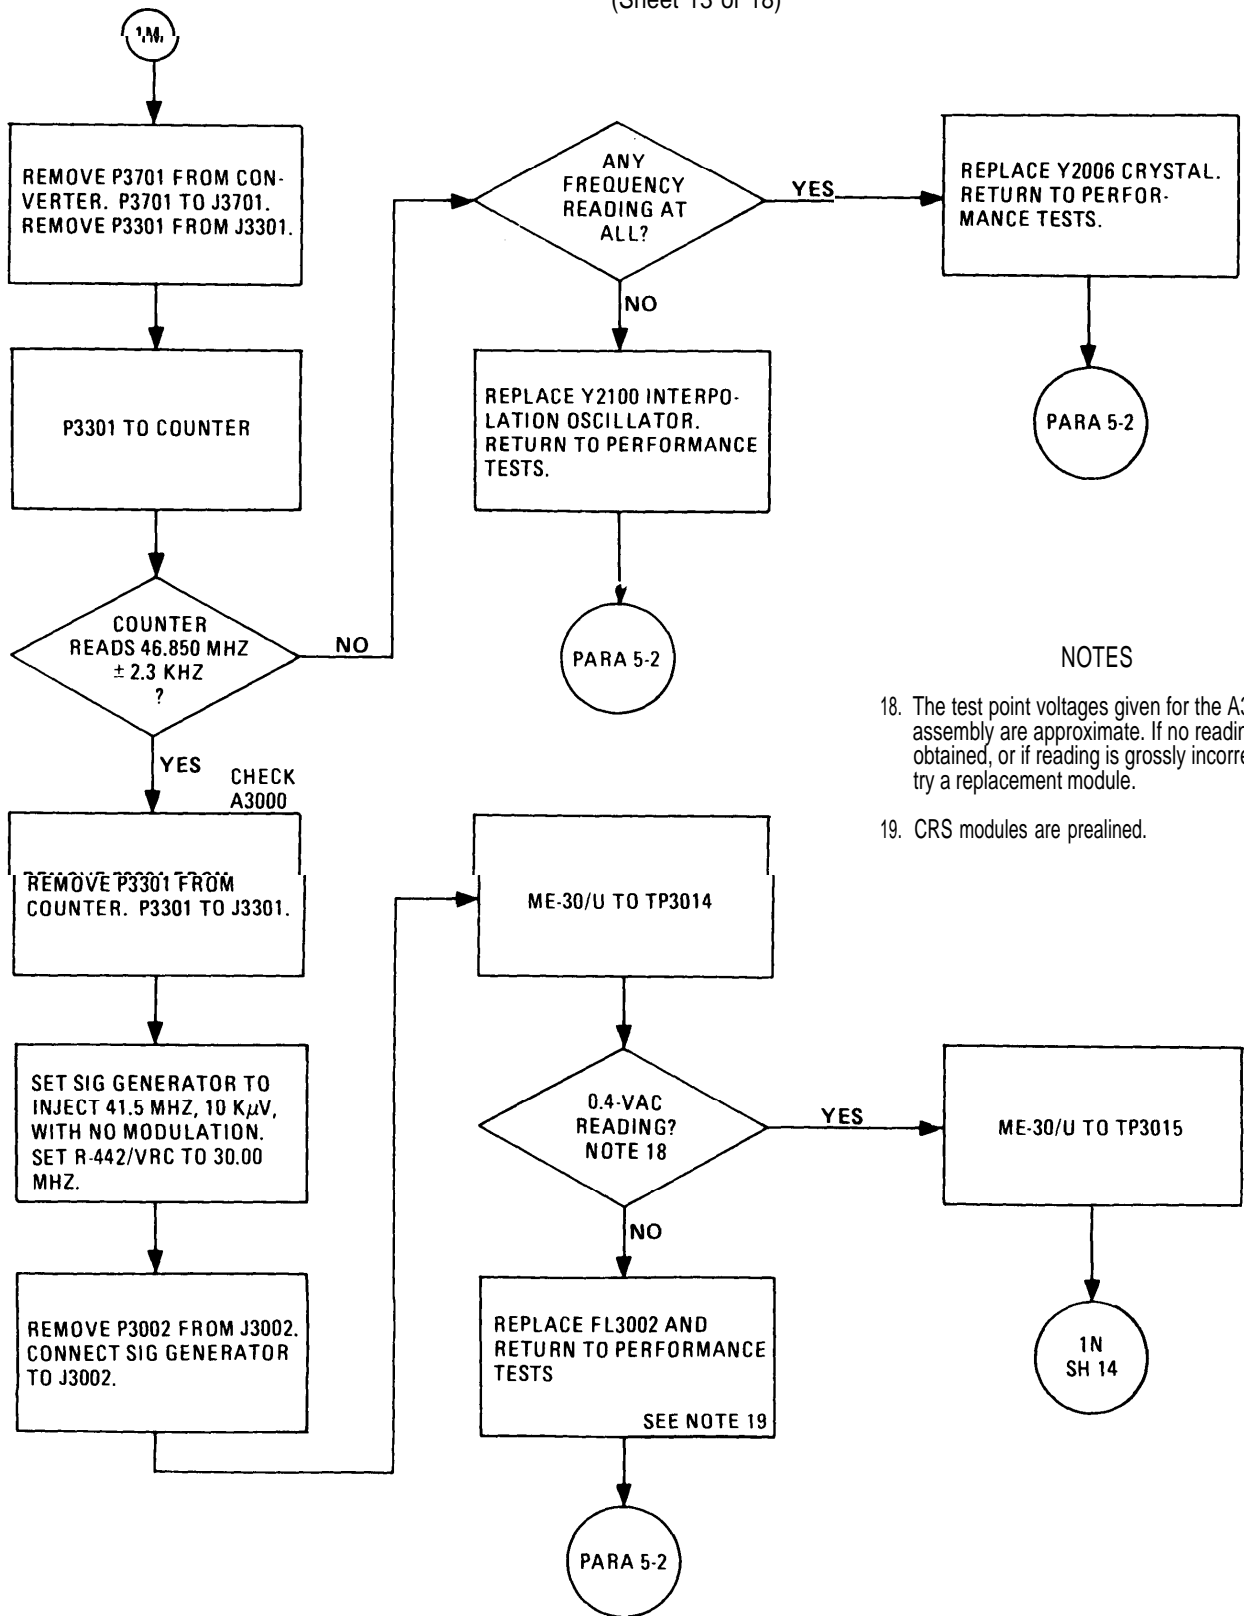 (Sheet 13 of 18)
1M
REMOVE P3701 FROM CON-
VERTER. P3701 TO J3701.
REMOVE P3301 FROM J3301.
P3301 TO COUNTER
COUNTER
READS 46.850 MHZ
± 2.3 KHZ
?
NO
YES
ANY
FREQUENCY
READING AT
ALL?
YES
NO
REPLACE Y2006 CRYSTAL.
RETURN TO PERFOR-
MANCE TESTS.
PARA 5-2
REPLACE Y2100 INTERPO-
LATION OSCILLATOR.
RETURN TO PERFORMANCE
TESTS.
PARA 5-2
NOTES
18. The test point voltages given for the A3
assembly are approximate. If no readin
obtained, or if reading is grossly incorre
try a replacement module.
19. CRS modules are prealined.
CHECK
A3000
REMOVE P3301 FROM
COUNTER. P3301 TO J3301.
SET SIG GENERATOR TO
INJECT 41.5 MHZ, 10 KμV,
WITH NO MODULATION.
SET R-442/VRC TO 30.00
MHZ.
REMOVE P3002 FROM J3002.
CONNECT SIG GENERATOR
TO J3002.
ME-30/U TO TP3014
0.4-VAC
READING?
NOTE 18
YES
NO
ME-30/U TO TP3015
1N
SH 14
REPLACE FL3002 AND
RETURN TO PERFORMANCE
TESTS
SEE NOTE 19
PARA 5-2